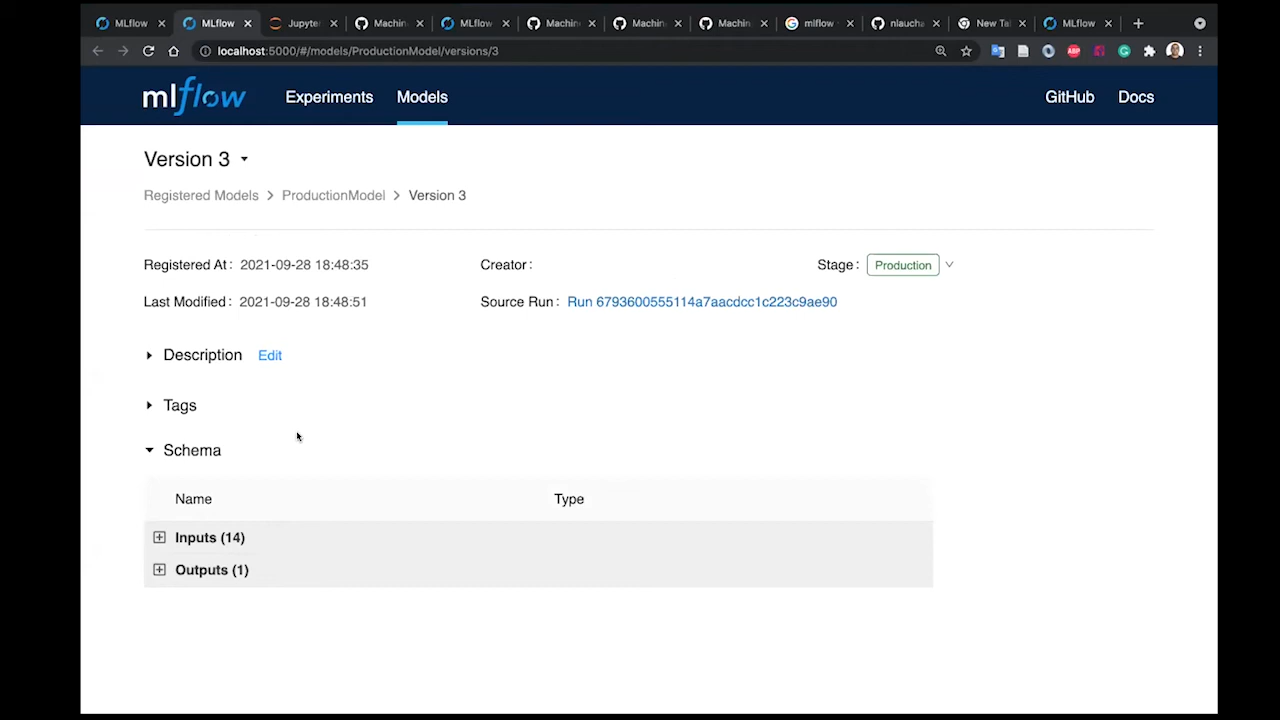 MLflow MLflow Jupyte Machin MLflow Machin Machin Machin mlflow nlaucha New Ta MLflow
localhost:5000/#/models/ProductionModel/versions/3
mlflow Experiments Models GitHub Docs
Version 3
Registered Models > ProductionModel > Version 3
Registered At: 2021-09-28 18:48:35 Creator: Stage: Production
Last Modified: 2021-09-28 18:48:51 Source Run: Run 6793600555114a7aacdcc1c223c9ae90
Description Edit
Tags
Schema
Name Type
Inputs (14)
Outputs (1)